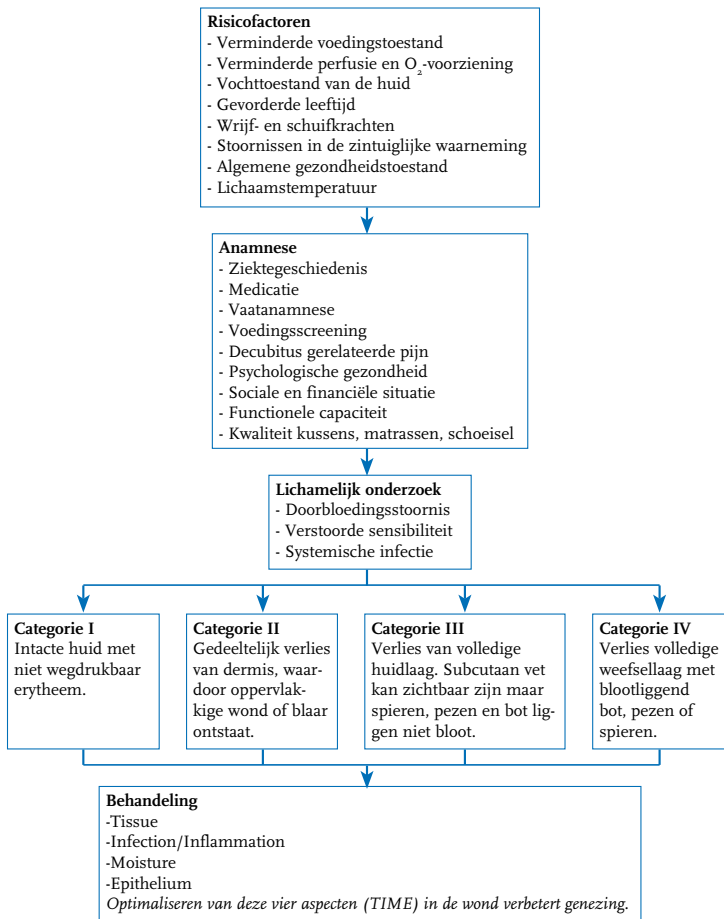 Risicofactoren
- Verminderde voedingstoestand
- Verminderde perfusie en O₂-voorziening
- Vochttoestand van de huid
- Gevorderde leeftijd
- Wrijf- en schuifkrachten
- Stoornissen in de zintuiglijke waarneming
- Algemene gezondheidstoestand
- Lichaamstemperatuur
Anamnese
- Ziektegeschiedenis
- Medicatie
- Vaatanamnese
- Voedingsscreening
- Decubitus gerelateerde pijn
- Psychologische gezondheid
- Sociale en financiële situatie
- Functionele capaciteit
- Kwaliteit kussens, matrassen, schoeisel
Lichamelijk onderzoek
- Doorbloedingsstoornis
- Verstoorde sensibiliteit
- Systemische infectie
Categorie I
Intacte huid met
niet wegdrukbaar
erytheem.
Categorie II
Gedeeltelijk verlies
van dermis, waar-
door oppervlak-
kige wond of blaar
ontstaat.
Categorie III
Verlies van volledige
huidlaag. Subcutaan vet
kan zichtbaar zijn maar
spieren, pezen en bot lig-
gen niet bloot.
Categorie IV
Verlies volledige
weefsellaag met
blootliggend
bot, pezen of
spieren.
Behandeling
-Tissue
-Infection/Inflammation
-Moisture
-Epithelium
Optimaliseren van deze vier aspecten (TIME) in de wond verbetert genezing.